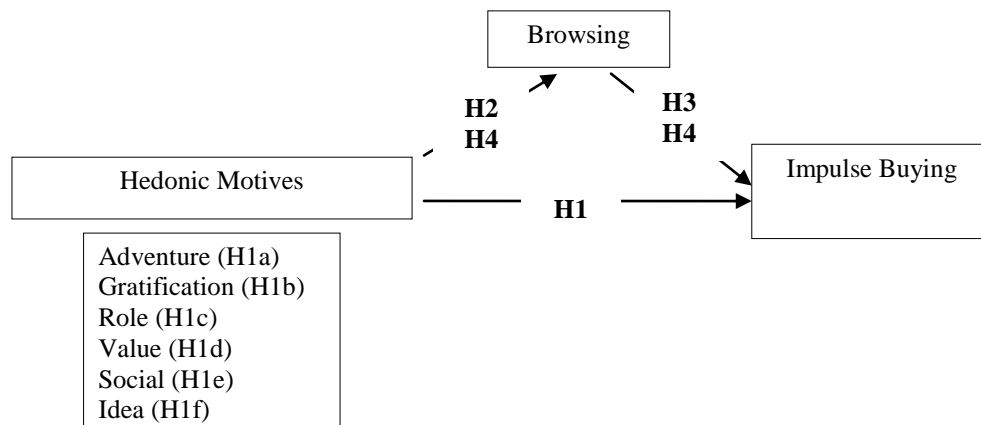 Browsing
H2
H4
H3
H4
Hedonic Motives
Impulse Buying
H1
Adventure (H1a)
Gratification (H1b)
Role (H1c)
Value (H1d)
Social (H1e)
Idea (H1f)